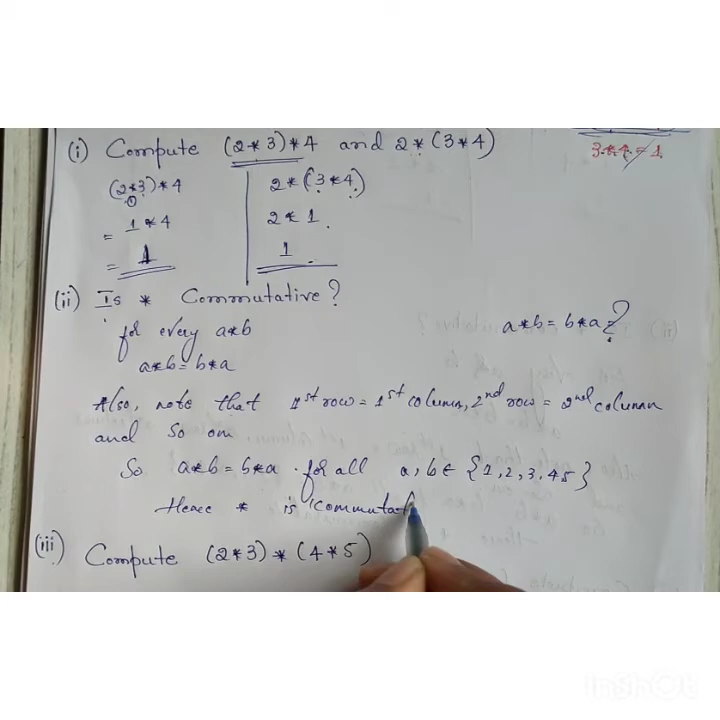 (i) Compute (2*3)*4 and 2*(3*4)
3*4=1
(2*3)*4
= 1*4
= 1
2*(3*4)
2*1
1
(ii) Is * Commutative?
for every a*b
a*b=b*a
a*b=b*a?
Also, note that 1st row=1st column, 2nd row=2nd column
and so on
So a*b=b*a for all a,b∈{1,2,3,4,5}
Hence * is Commutat
(iii) Compute (2*3)*(4*5)
InShOt